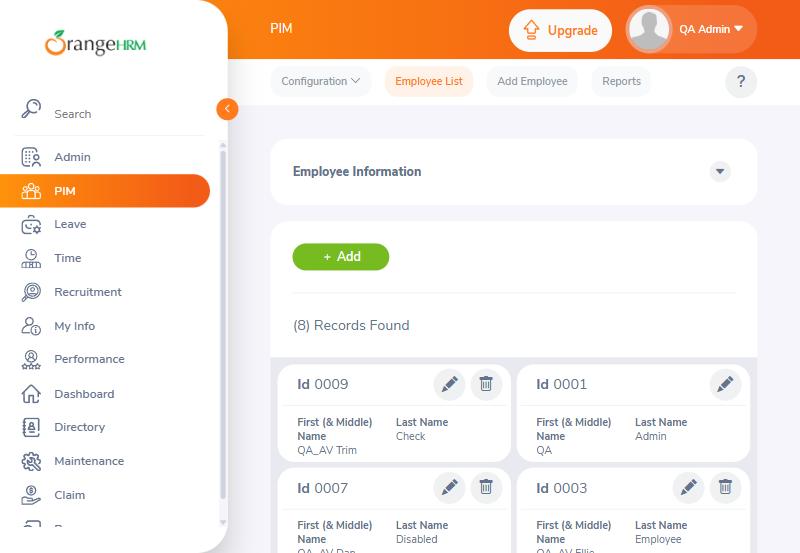 OrangeHRM
Search
Admin
PIM
Leave
Time
Recruitment
My Info
Performance
Dashboard
Directory
Maintenance
Claim
PIM
Upgrade
QA Admin
Configuration
Employee List
Add Employee
Reports
?
Employee Information
+ Add
(8) Records Found
Id 0009
First (& Middle) Name
QA_AV Trim
Last Name
Check
Id 0001
First (& Middle) Name
QA
Last Name
Admin
Id 0007
First (& Middle) Name
Last Name
Disabled
Id 0003
First (& Middle) Name
Last Name
Employee